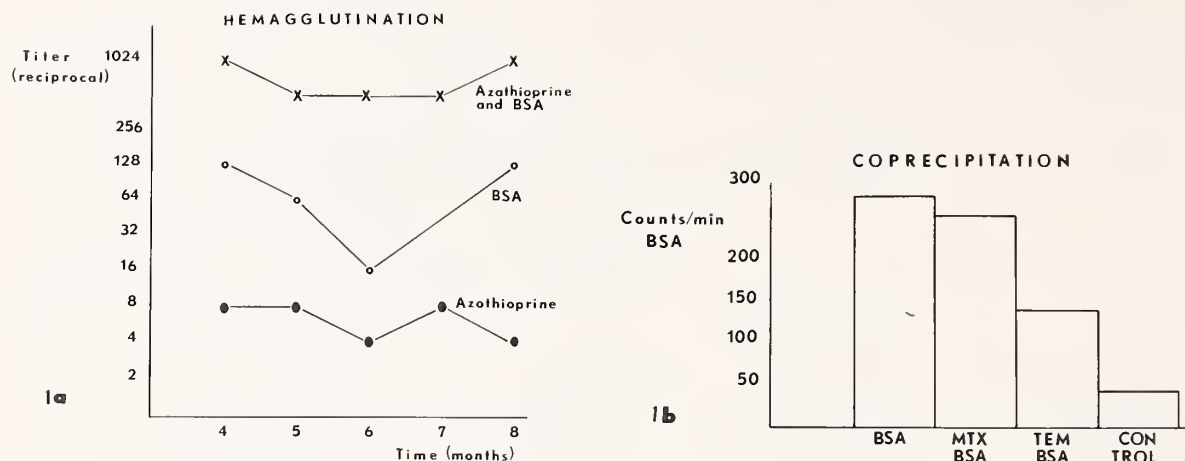 HEMAGGLUTINATION
Titer
(reciprocal)
1024
256
128
64
32
16
8
4
2
Azathioprine
and BSA
BSA
Azothioprine
4 5 6 7 8
Time (months)
1a
COPRECIPITATION
Counts/min
BSA
300
200
150
100
50
BSA
MTX
BSA
TEM
BSA
CON
TROL
1b